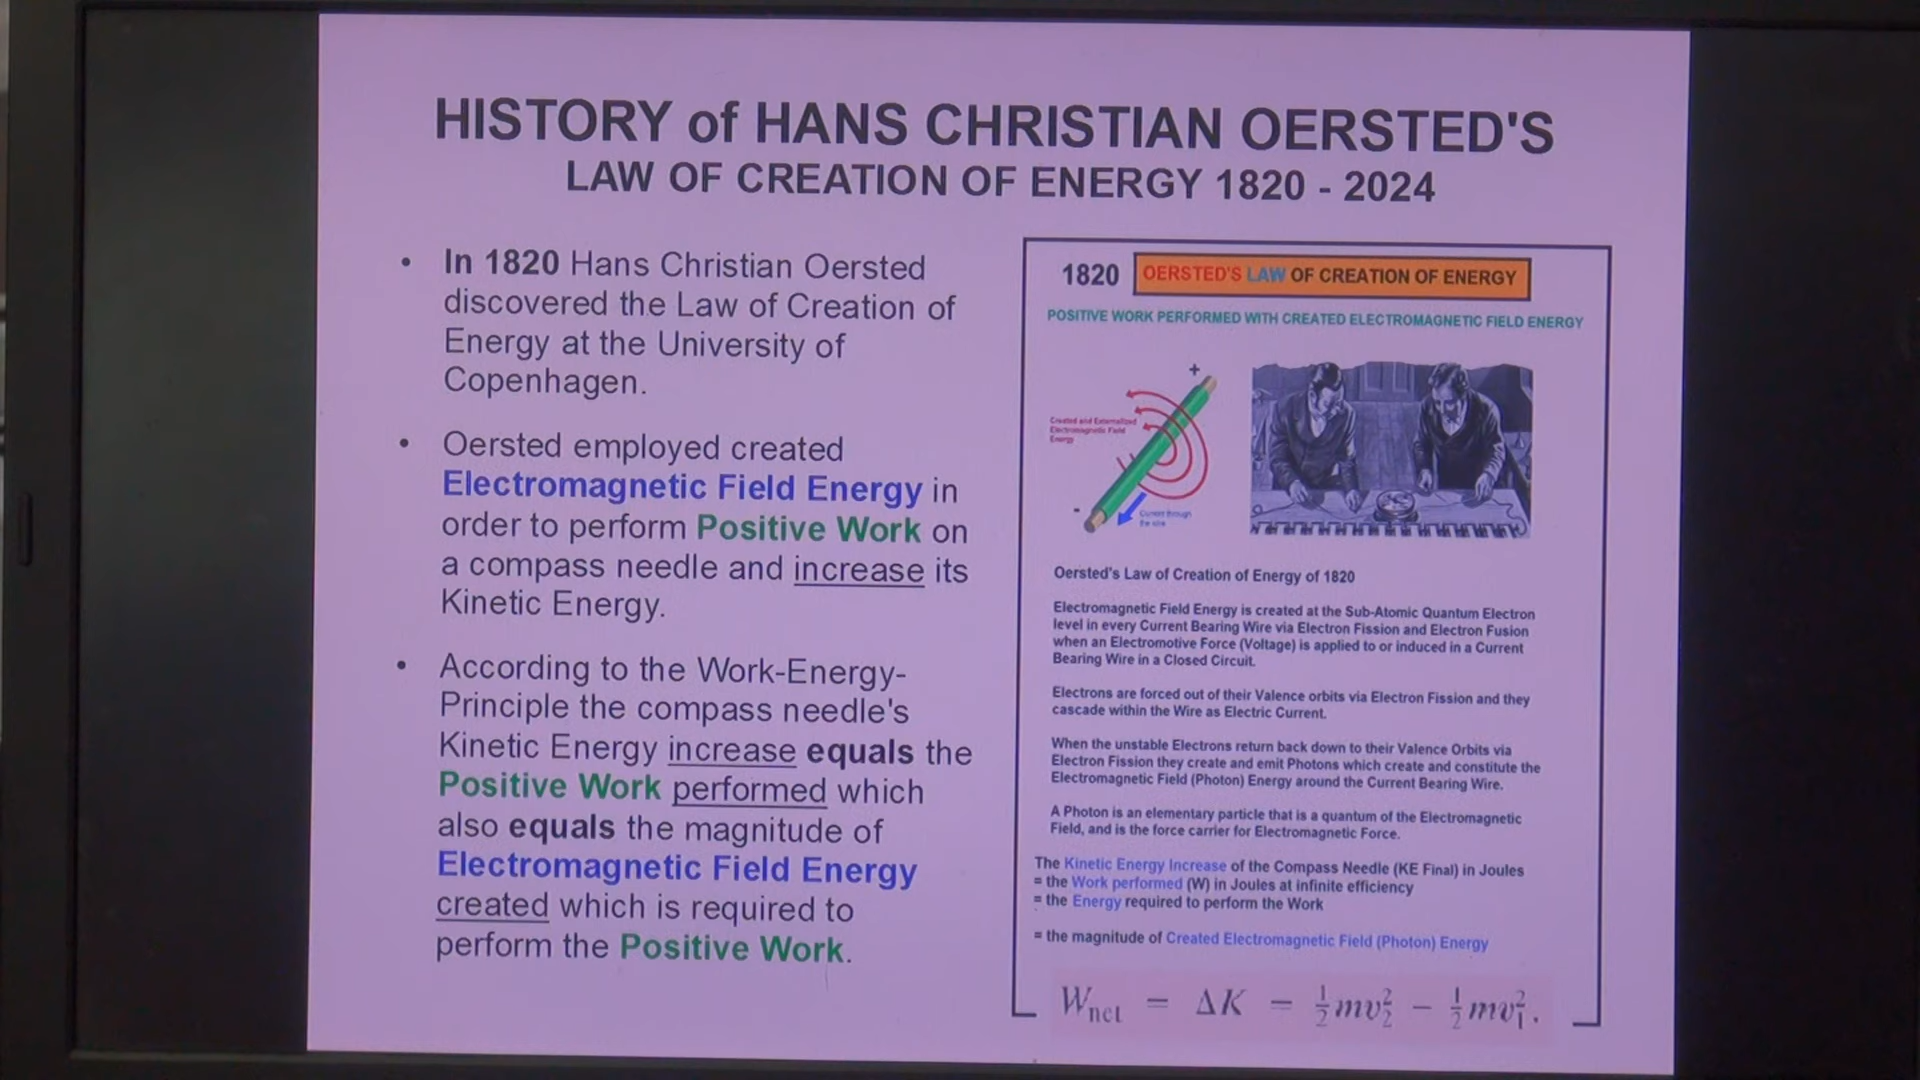 HISTORY of HANS CHRISTIAN OERSTED'S
LAW OF CREATION OF ENERGY 1820 - 2024
• In 1820 Hans Christian Oersted
discovered the Law of Creation of
Energy at the University of
Copenhagen.
• Oersted employed created
Electromagnetic Field Energy in
order to perform Positive Work on
a compass needle and increase its
Kinetic Energy.
• According to the Work-Energy-
Principle the compass needle's
Kinetic Energy increase equals the
Positive Work performed which
also equals the magnitude of
Electromagnetic Field Energy
created which is required to
perform the Positive Work.
1820 OERSTED'S LAW OF CREATION OF ENERGY
POSITIVE WORK PERFORMED WITH CREATED ELECTROMAGNETIC FIELD ENERGY
+
Created and Externalized
Electromagnetic Field
Energy
-
Current through
the wire
Oersted's Law of Creation of Energy of 1820
Electromagnetic Field Energy is created at the Sub-Atomic Quantum Electron
level in every Current Bearing Wire via Electron Fission and Electron Fusion
when an Electromotive Force (Voltage) is applied to or induced in a Current
Bearing Wire in a Closed Circuit.
Electrons are forced out of their Valence orbits via Electron Fission and they
cascade within the Wire as Electric Current.
When the unstable Electrons return back down to their Valence Orbits via
Electron Fission they create and emit Photons which create and constitute the
Electromagnetic Field (Photon) Energy around the Current Bearing Wire.
A Photon is an elementary particle that is a quantum of the Electromagnetic
Field, and is the force carrier for Electromagnetic Force.
The Kinetic Energy Increase of the Compass Needle (KE Final) in Joules
= the Work performed (W) in Joules at infinite efficiency
= the Energy required to perform the Work
= the magnitude of Created Electromagnetic Field (Photon) Energy
W_net = ΔK = ½mv₂² − ½mv₁².